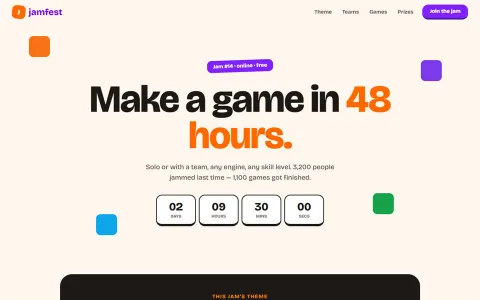 J jamfest
Theme Teams Games Prizes Join the jam
Jam #14 · online · free
Make a game in 48
hours.
Solo or with a team, any engine, any skill level. 3,200 people
jammed last time — 1,100 games got finished.
02 09 30 00
DAYS HOURS MINS SECS
THIS JAM'S THEME